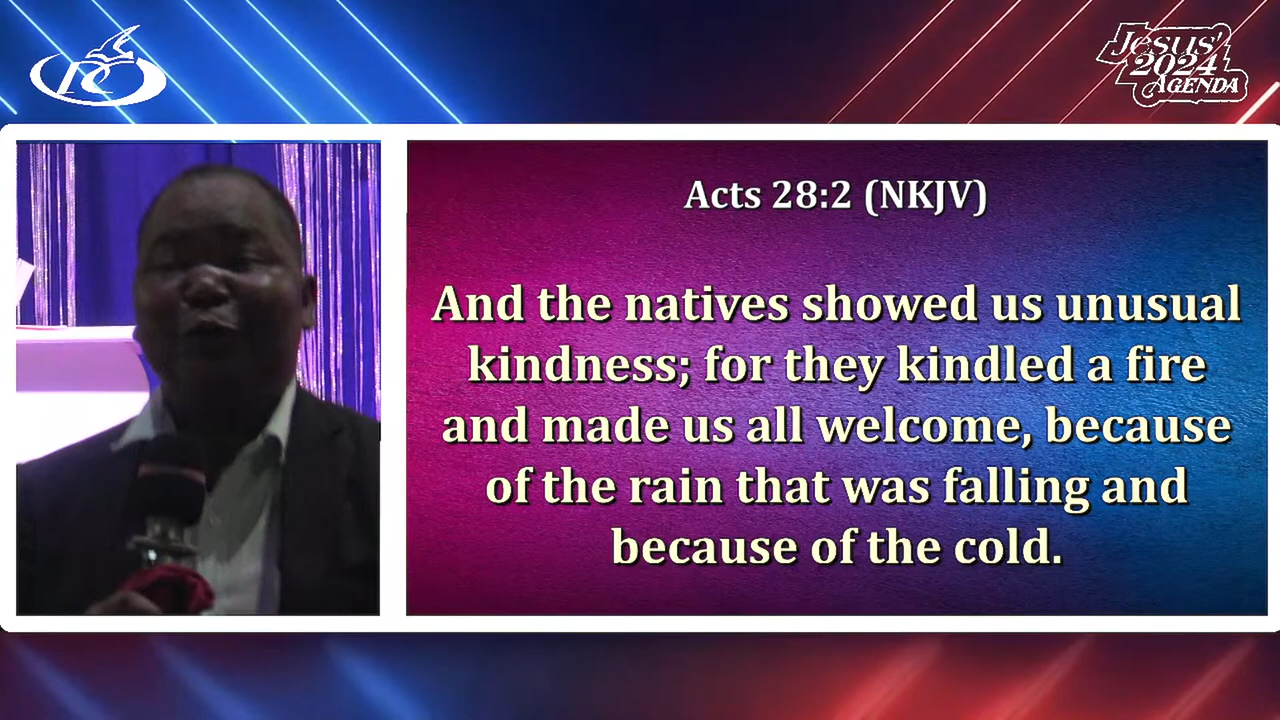 Jesus'
2024
AGENDA
Acts 28:2 (NKJV)
And the natives showed us unusual
kindness; for they kindled a fire
and made us all welcome, because
of the rain that was falling and
because of the cold.